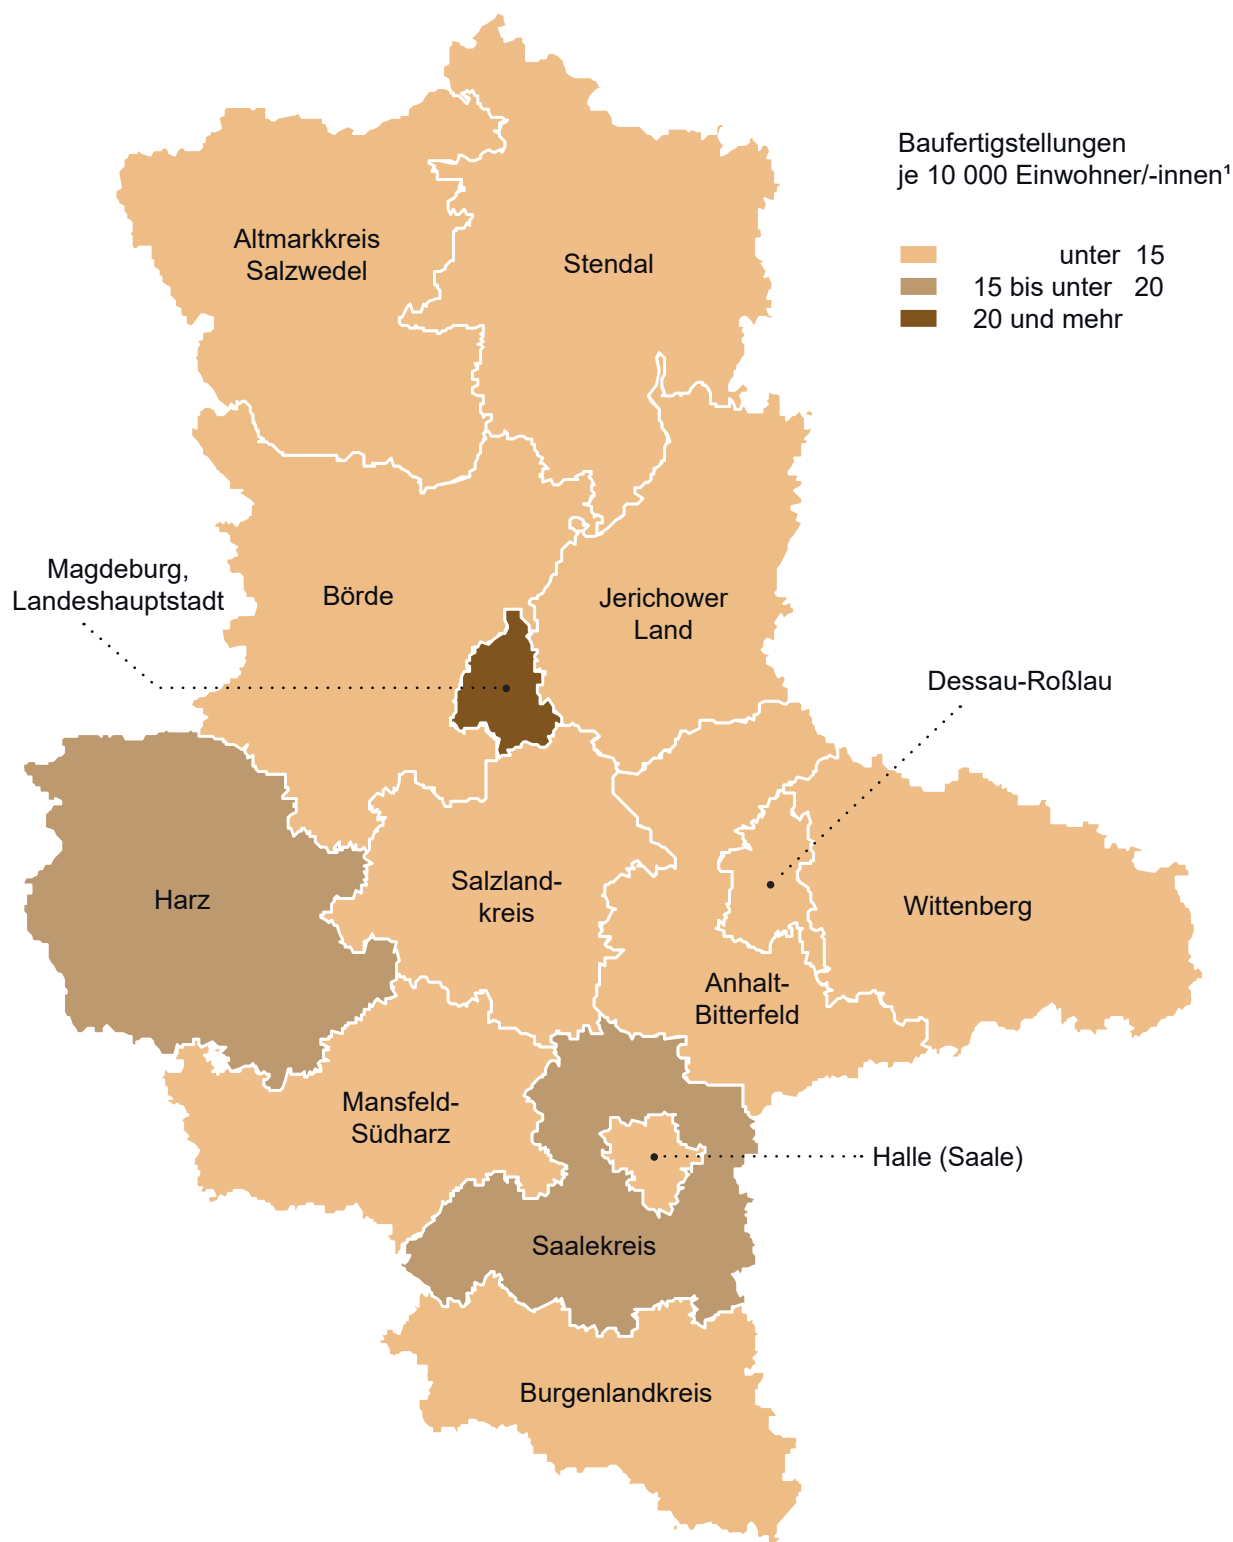 Baufertigstellungen
je 10 000 Einwohner/-innen¹
unter 15
15 bis unter 20
20 und mehr
Altmarkkreis
Salzwedel
Stendal
Magdeburg,
Landeshauptstadt
Börde
Jerichower
Land
Dessau-Roßlau
Harz
Salzland-
kreis
Wittenberg
Anhalt-
Bitterfeld
Mansfeld-
Südharz
Halle (Saale)
Saalekreis
Burgenlandkreis